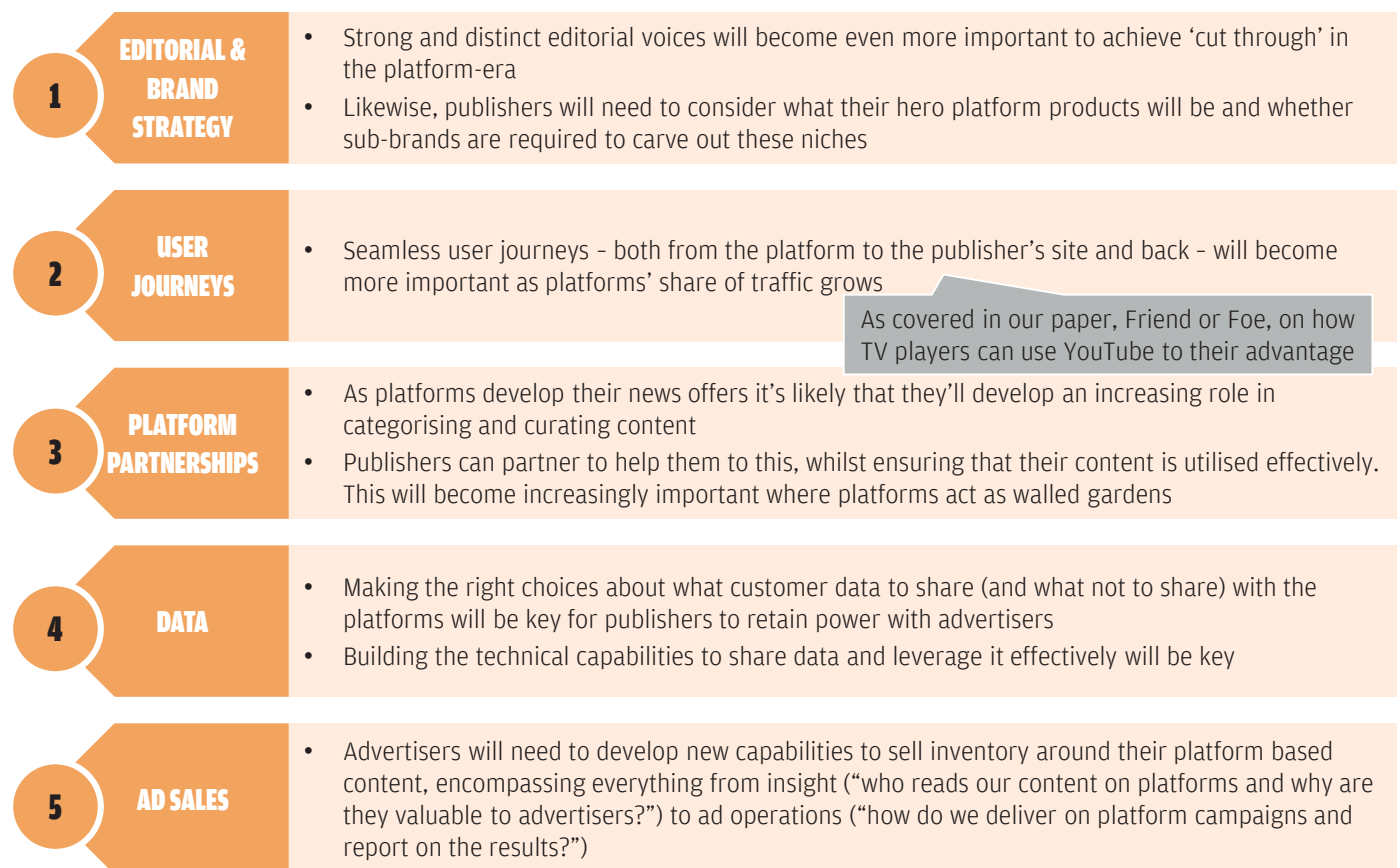 1
EDITORIAL &
BRAND
STRATEGY
• Strong and distinct editorial voices will become even more important to achieve ‘cut through’ in
the platform-era
• Likewise, publishers will need to consider what their hero platform products will be and whether
sub-brands are required to carve out these niches
2
USER
JOURNEYS
• Seamless user journeys – both from the platform to the publisher’s site and back – will become
more important as platforms’ share of traffic grows
As covered in our paper, Friend or Foe, on how
TV players can use YouTube to their advantage
3
PLATFORM
PARTNERSHIPS
• As platforms develop their news offers it’s likely that they’ll develop an increasing role in
categorising and curating content
• Publishers can partner to help them to this, whilst ensuring that their content is utilised effectively.
This will become increasingly important where platforms act as walled gardens
4
DATA
• Making the right choices about what customer data to share (and what not to share) with the
platforms will be key for publishers to retain power with advertisers
• Building the technical capabilities to share data and leverage it effectively will be key
5
AD SALES
• Advertisers will need to develop new capabilities to sell inventory around their platform based
content, encompassing everything from insight (“who reads our content on platforms and why are
they valuable to advertisers?”) to ad operations (“how do we deliver on platform campaigns and
report on the results?”)